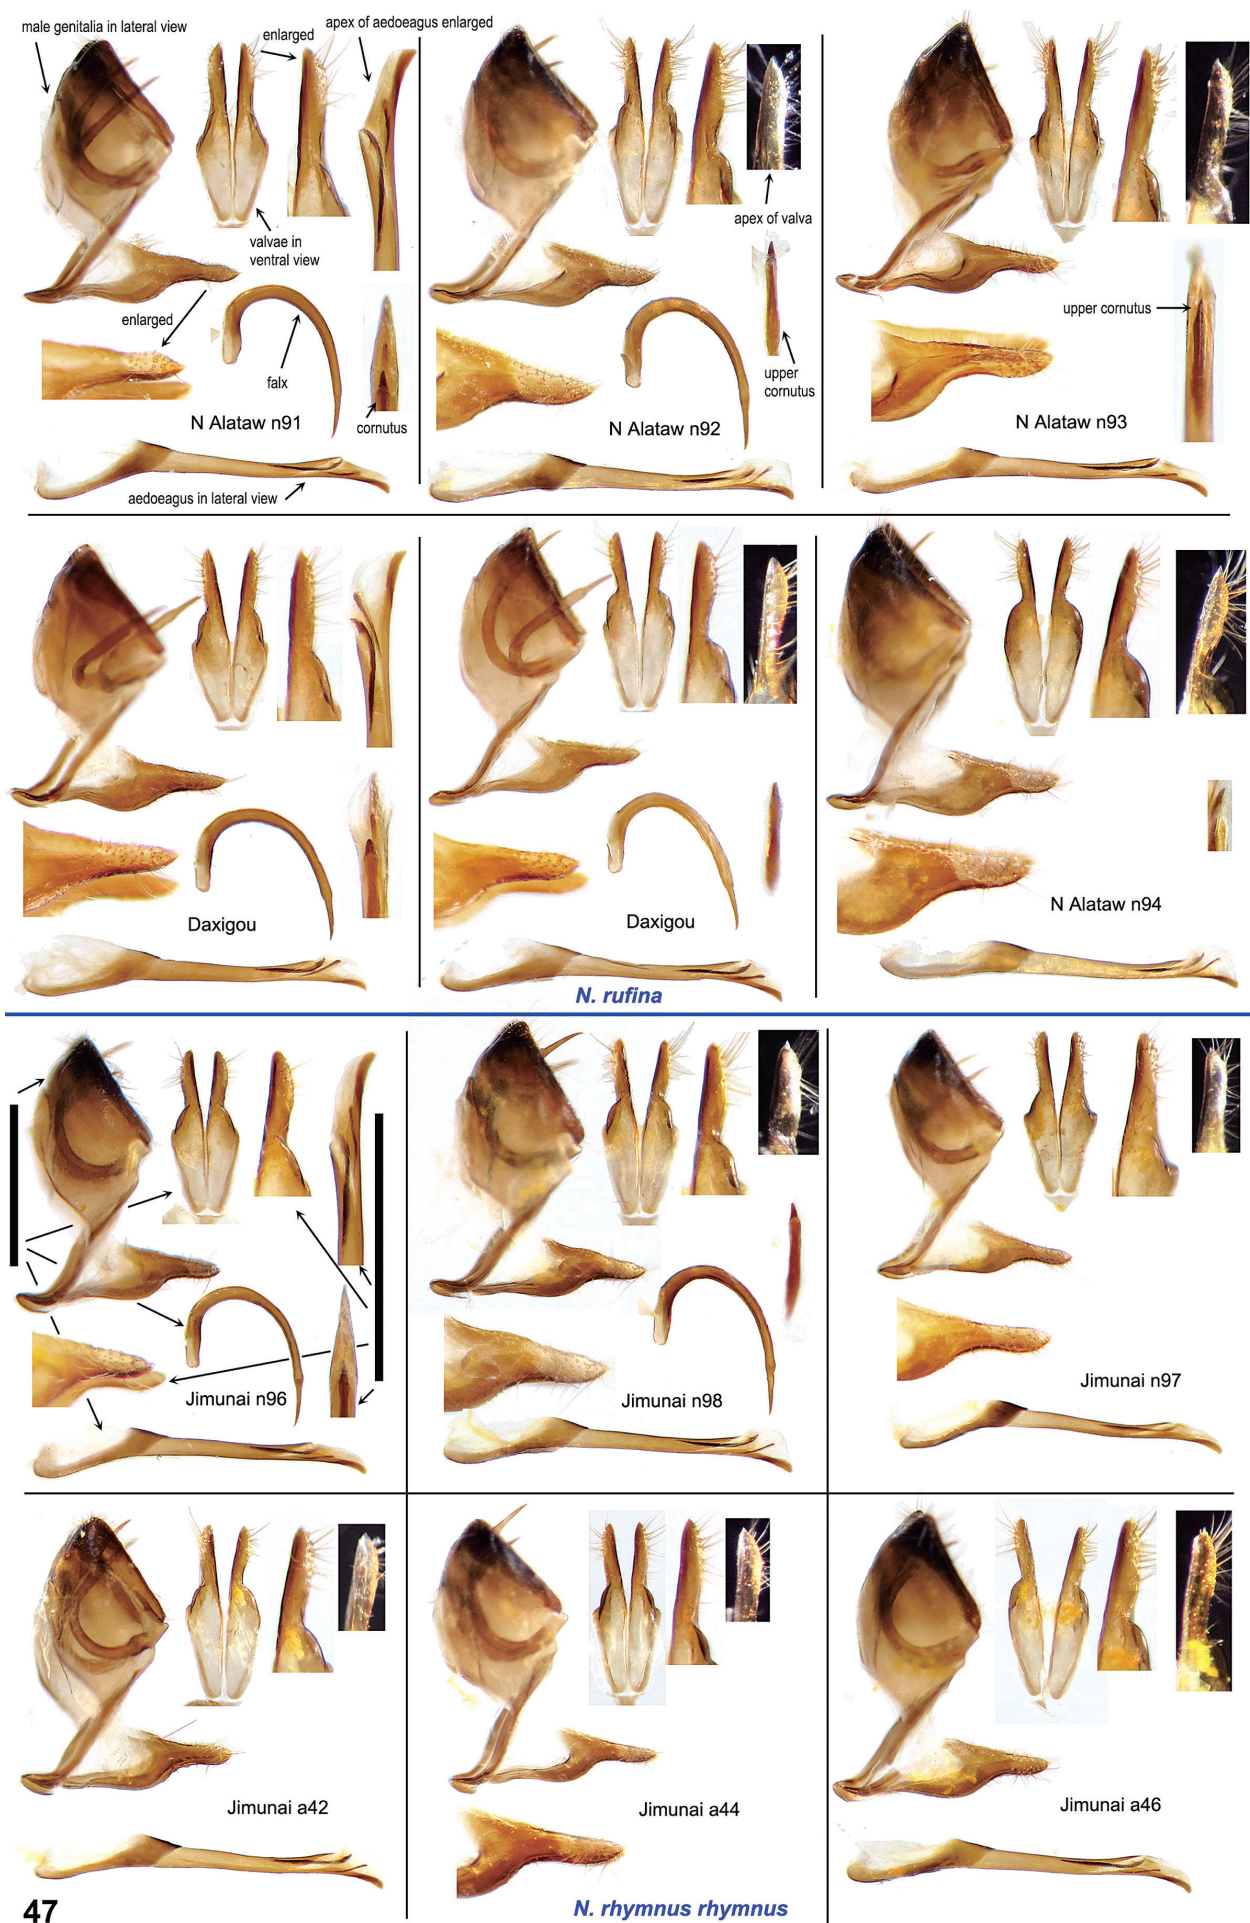 male genitalia in lateral view
apex of aedoeagus enlarged
enlarged
valvae in
ventral view
enlarged
falx
cornutus
N Alataw n91
aedoeagus in lateral view
apex of valva
upper
cornutus
N Alataw n92
upper cornutus
N Alataw n93
Daxigou
Daxigou
N Alataw n94
N. rufina
Jimunai n96
Jimunai n98
Jimunai n97
Jimunai a42
Jimunai a44
Jimunai a46
47
N. rhymnus rhymnus